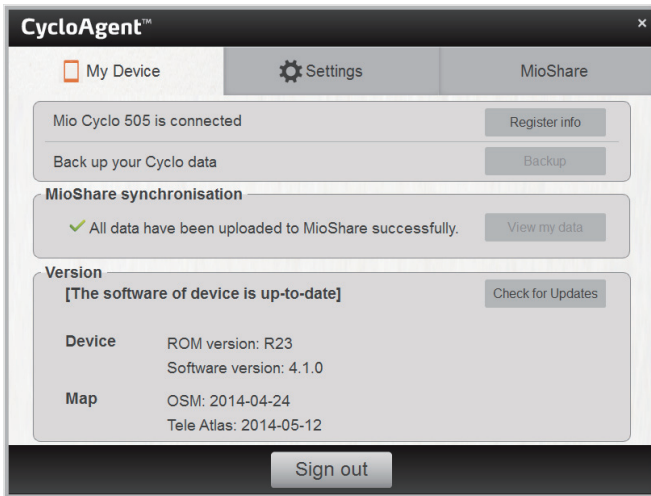 CycloAgent™
×
My Device
Settings
MioShare
Mio Cyclo 505 is connected
Register info
Back up your Cyclo data
Backup
MioShare synchronisation
All data have been uploaded to MioShare successfully.
View my data
Version
[The software of device is up-to-date]
Check for Updates
Device
ROM version: R23
Software version: 4.1.0
Map
OSM: 2014-04-24
Tele Atlas: 2014-05-12
Sign out